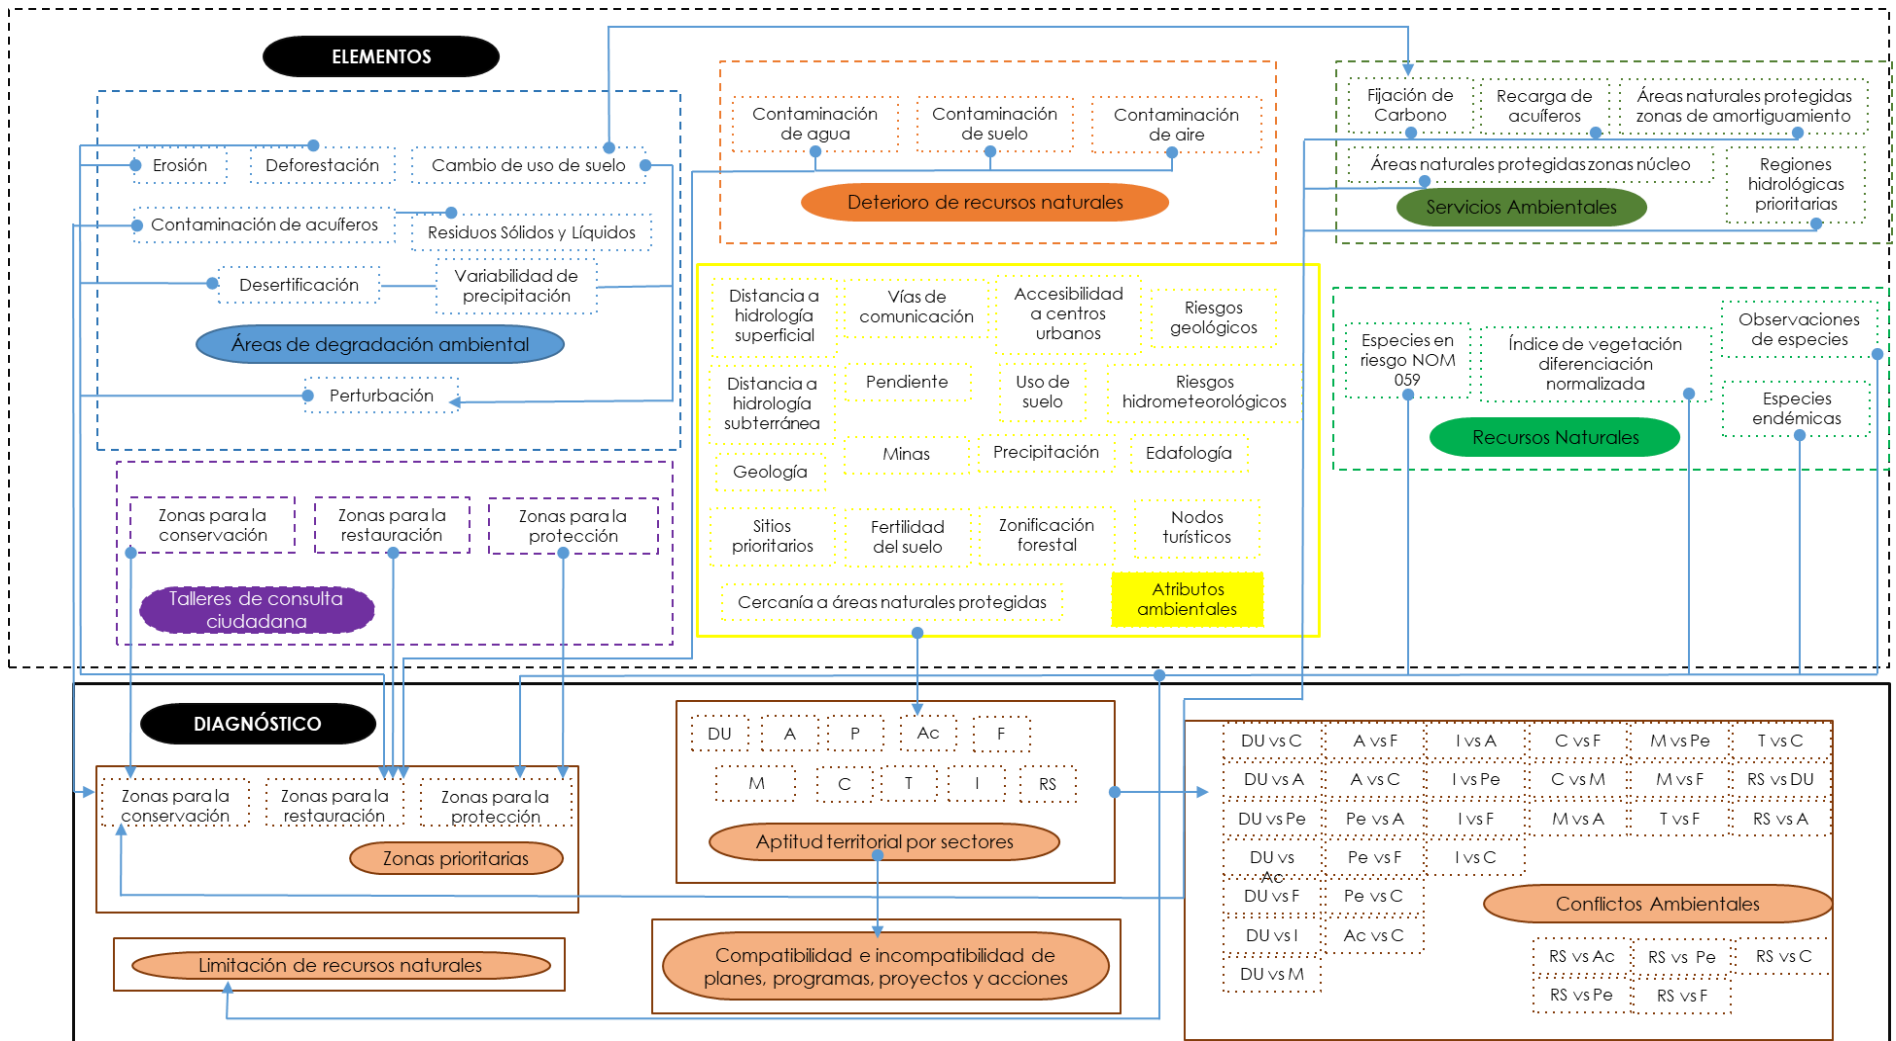 ELEMENTOS
Erosión
Deforestación
Cambio de uso de suelo
Contaminación de acuíferos
Residuos Sólidos y Líquidos
Desertificación
Variabilidad de
precipitación
Áreas de degradación ambiental
Perturbación
Contaminación
de agua
Contaminación
de suelo
Contaminación
de aire
Deterioro de recursos naturales
Fijación de
Carbono
Recarga de
acuíferos
Áreas naturales protegidas
zonas de amortiguamiento
Áreas naturales protegidas zonas núcleo
Regiones
hidrológicas
prioritarias
Servicios Ambientales
Distancia a
hidrología
superficial
Vías de
comunicación
Accesibilidad
a centros
urbanos
Riesgos
geológicos
Distancia a
hidrología
subterránea
Pendiente
Uso de
suelo
Riesgos
hidrometeorológicos
Geología
Minas
Precipitación
Edafología
Sitios
prioritarios
Fertilidad
del suelo
Zonificación
forestal
Nodos
turísticos
Cercanía a áreas naturales protegidas
Atributos
ambientales
Especies en
riesgo NOM
059
Índice de vegetación
diferenciación
normalizada
Observaciones
de especies
Especies
endémicas
Recursos Naturales
Zonas para la
conservación
Zonas para la
restauración
Zonas para la
protección
Talleres de consulta
ciudadana
DIAGNÓSTICO
Zonas para la
conservación
Zonas para la
restauración
Zonas para la
protección
Zonas prioritarias
Limitación de recursos naturales
DU
A
P
Ac
F
M
C
T
I
RS
Aptitud territorial por sectores
Compatibilidad e incompatibilidad de
planes, programas, proyectos y acciones
DU vs C
A vs F
I vs A
C vs F
M vs Pe
T vs C
DU vs A
A vs C
I vs Pe
C vs M
M vs F
RS vs DU
DU vs Pe
Pe vs A
I vs F
M vs A
T vs F
RS vs A
DU vs
Ac
Pe vs F
I vs C
DU vs F
Pe vs C
DU vs I
Ac vs C
DU vs M
Conflictos Ambientales
RS vs Ac
RS vs Pe
RS vs C
RS vs Pe
RS vs F